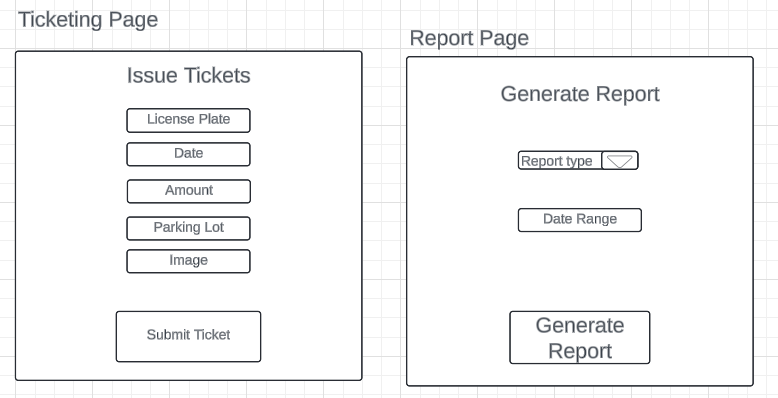 Ticketing Page
Issue Tickets
License Plate
Date
Amount
Parking Lot
Image
Submit Ticket
Report Page
Generate Report
Report type
Date Range
Generate
Report